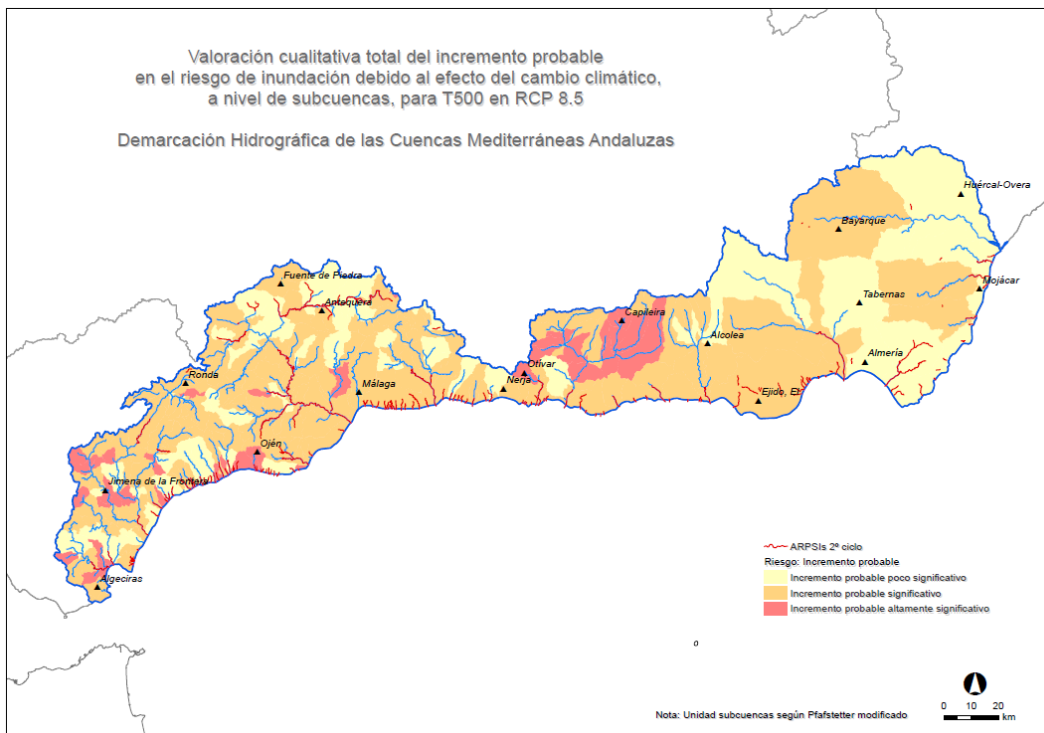 Valoración cualitativa total del incremento probable
en el riesgo de inundación debido al efecto del cambio climático,
a nivel de subcuencas, para T500 en RCP 8.5
Demarcación Hidrográfica de las Cuencas Mediterráneas Andaluzas
Huércal-Overa
Bayarque
Fuente de Piedra
Mojácar
Antequera
Tabernas
Capileira
Alcolea
Almería
Otívar
Ronda
Málaga
Nerja
Ejido, El
Ojén
Jimena de la Frontera
Algeciras
ARPSIs 2º ciclo
Riesgo: Incremento probable
Incremento probable poco significativo
Incremento probable significativo
Incremento probable altamente significativo
Nota: Unidad subcuencas según Pfafstetter modificado
0 10 20
km